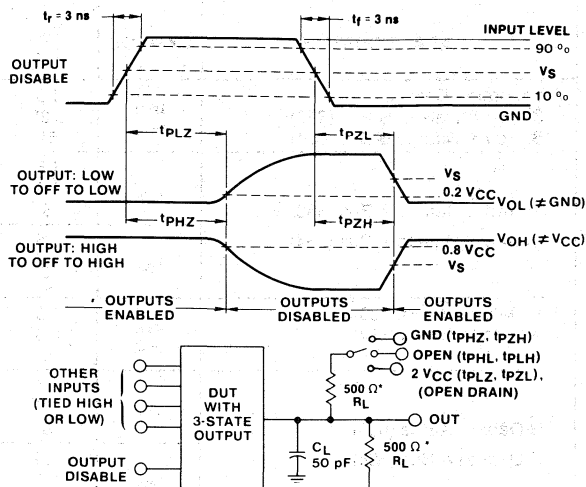 tr = 3 ns
tf = 3 ns
INPUT LEVEL
90 %
OUTPUT
DISABLE
VS
10 %
GND
tPLZ
tPZL
OUTPUT: LOW
TO OFF TO LOW
VS
0.2 VCC
VOL (≠ GND)
tPHZ
tPZH
OUTPUT: HIGH
TO OFF TO HIGH
VOH (≠ VCC)
0.8 VCC
VS
OUTPUTS
ENABLED
OUTPUTS
DISABLED
OUTPUTS
ENABLED
GND (tPHZ, tPZH)
OPEN (tPHL, tPLH)
2 VCC (tPLZ, tPZL),
(OPEN DRAIN)
OTHER
INPUTS
(TIED HIGH
OR LOW)
DUT
WITH
3-STATE
OUTPUT
500 Ω*
RL
OUT
CL
50 pF
500 Ω*
RL
OUTPUT
DISABLE